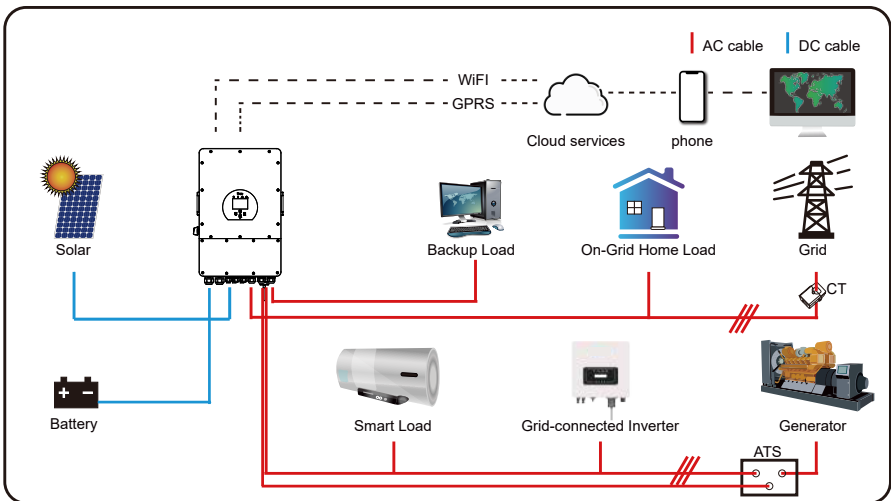 AC cable
DC cable
WiFI
GPRS
Cloud services
phone
Solar
Backup Load
On-Grid Home Load
Grid
CT
Battery
Smart Load
Grid-connected Inverter
Generator
ATS